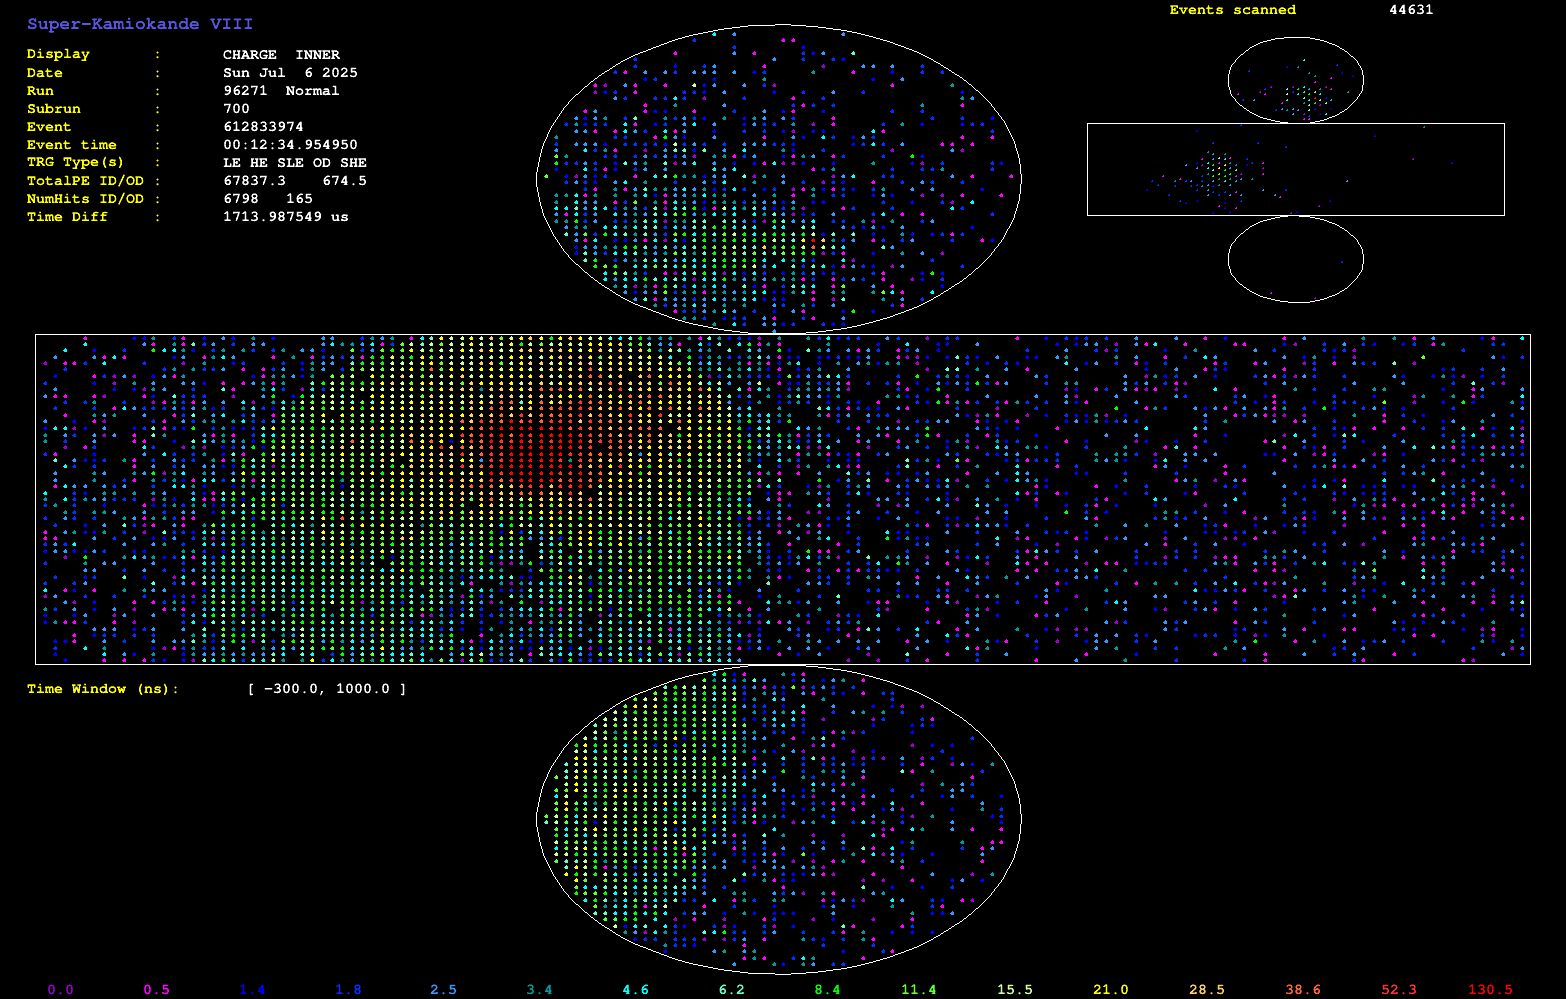 Super-Kamiokande VIII
Display : CHARGE INNER
Date : Sun Jul 6 2025
Run : 96271 Normal
Subrun : 700
Event : 612833974
Event time : 00:12:34.954950
TRG Type(s) : LE HE SLE OD SHE
TotalPE ID/OD : 67837.3 674.5
NumHits ID/OD : 6798 165
Time Diff : 1713.987549 us
Events scanned 44631
Time Window (ns): [ -300.0, 1000.0 ]
0.0 0.5 1.4 1.8 2.5 3.4 4.6 6.2 8.4 11.4 15.5 21.0 28.5 38.6 52.3 130.5